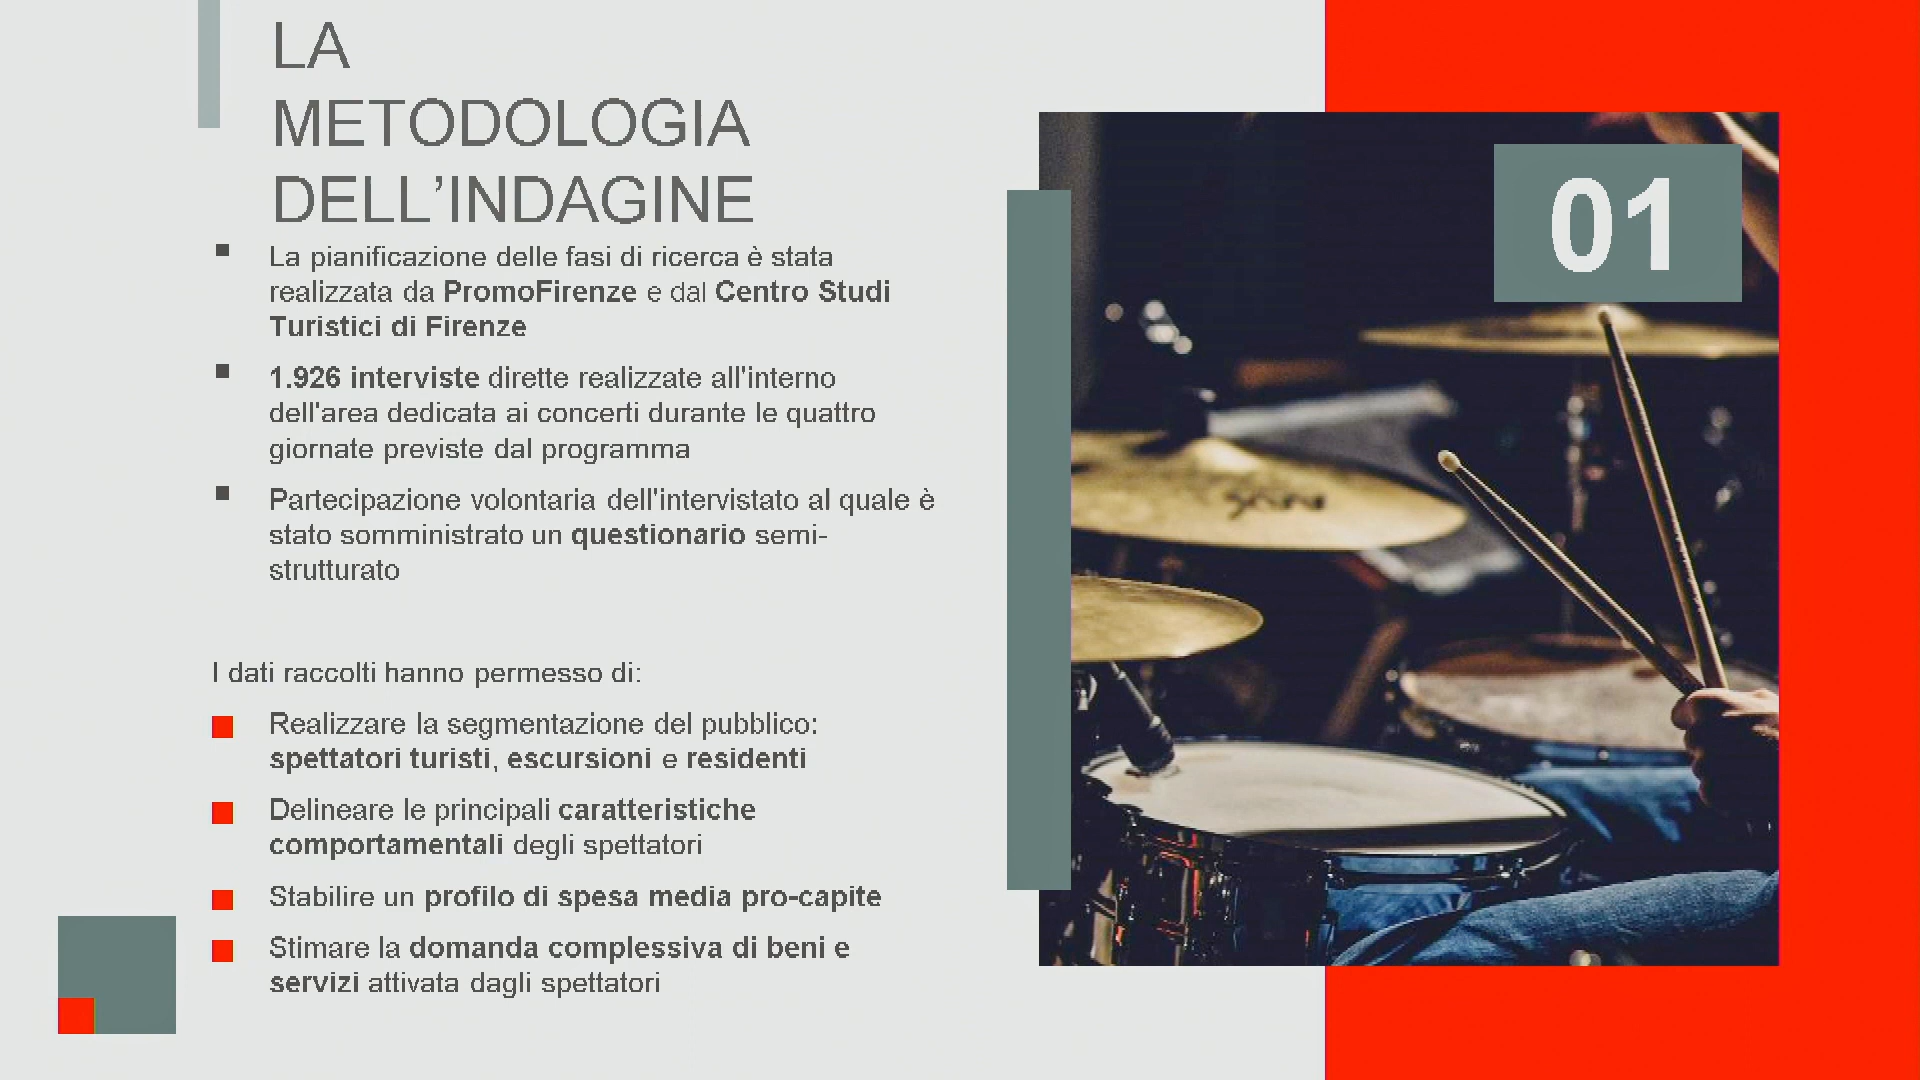 LA
METODOLOGIA
DELL’INDAGINE
La pianificazione delle fasi di ricerca è stata
realizzata da PromoFirenze e dal Centro Studi
Turistici di Firenze
1.926 interviste dirette realizzate all'interno
dell'area dedicata ai concerti durante le quattro
giornate previste dal programma
Partecipazione volontaria dell'intervistato al quale è
stato somministrato un questionario semi-
strutturato
I dati raccolti hanno permesso di:
Realizzare la segmentazione del pubblico:
spettatori turisti, escursioni e residenti
Delineare le principali caratteristiche
comportamentali degli spettatori
Stabilire un profilo di spesa media pro-capite
Stimare la domanda complessiva di beni e
servizi attivata dagli spettatori
01